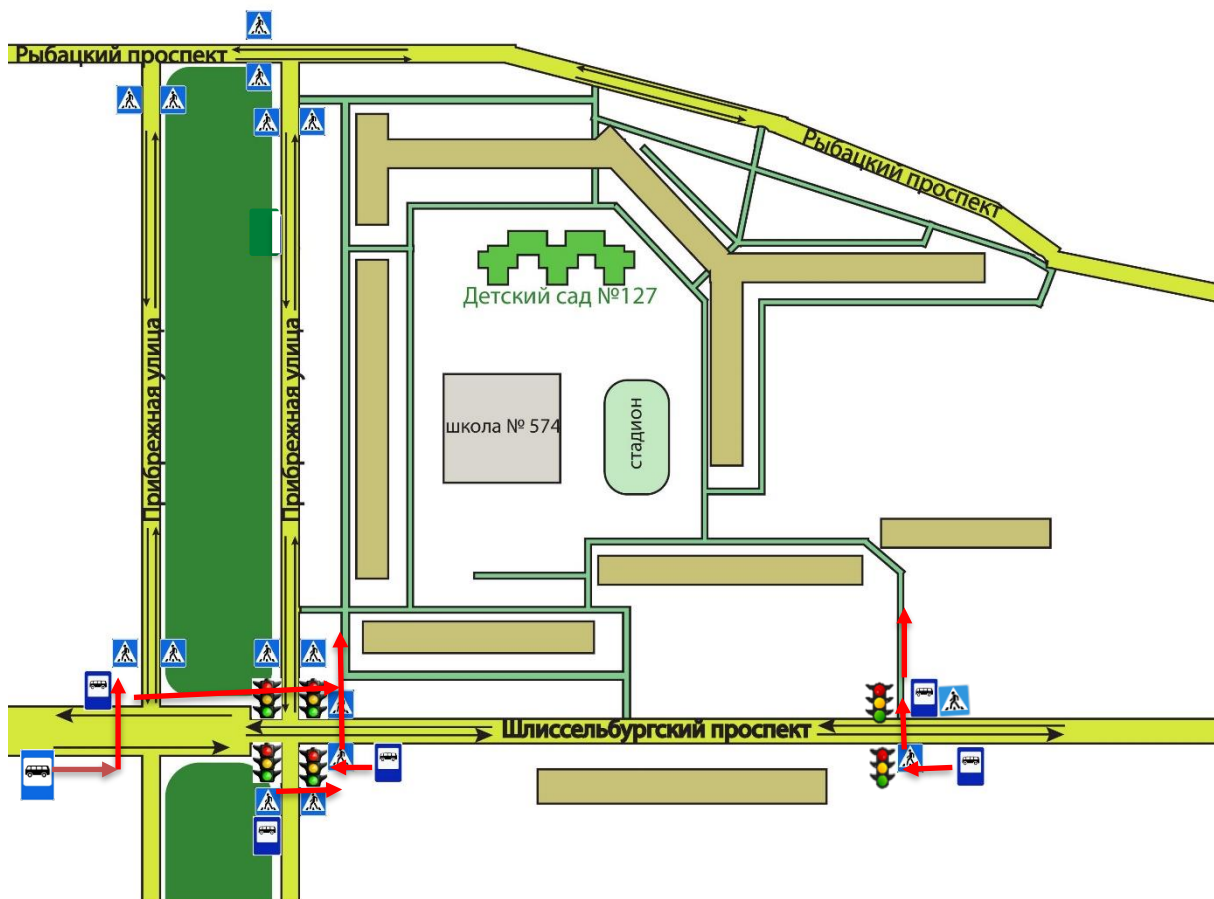 Рыбацкий проспект
Рыбацкий проспект
Детский сад №127
Прибрежная улица
Прибрежная улица
школа № 574
стадион
Шлиссельбургский проспект